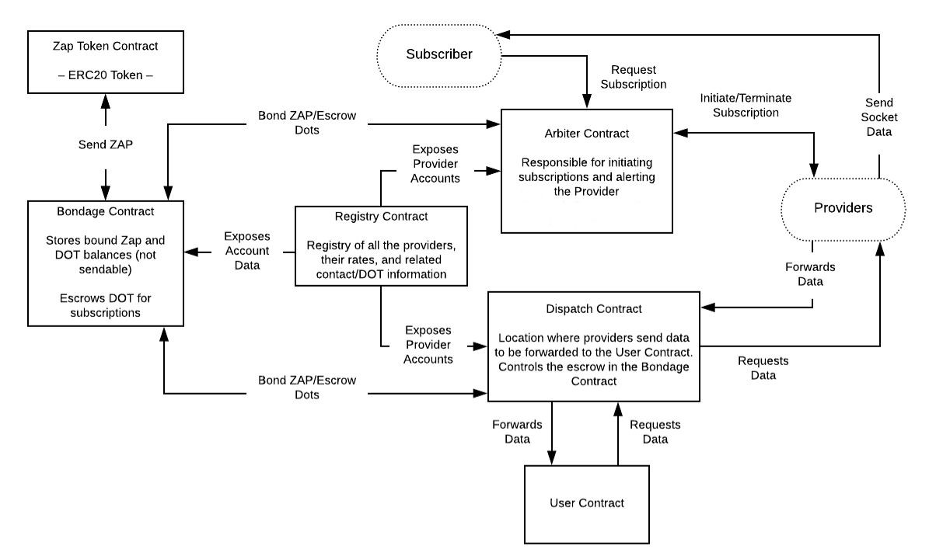 Zap Token Contract
– ERC20 Token –
Subscriber
Request
Subscription
Initiate/Terminate
Subscription
Send
Socket
Data
Send ZAP
Bond ZAP/Escrow
Dots
Arbiter Contract
Responsible for initiating
subscriptions and alerting
the Provider
Exposes
Provider
Accounts
Providers
Bondage Contract
Stores bound Zap and
DOT balances (not
sendable)
Escrows DOT for
subscriptions
Exposes
Account
Data
Registry Contract
Registry of all the providers,
their rates, and related
contact/DOT information
Forwards
Data
Exposes
Provider
Accounts
Dispatch Contract
Location where providers send data
to be forwarded to the User Contract.
Controls the escrow in the Bondage
Contract
Requests
Data
Bond ZAP/Escrow
Dots
Forwards
Data
Requests
Data
User Contract